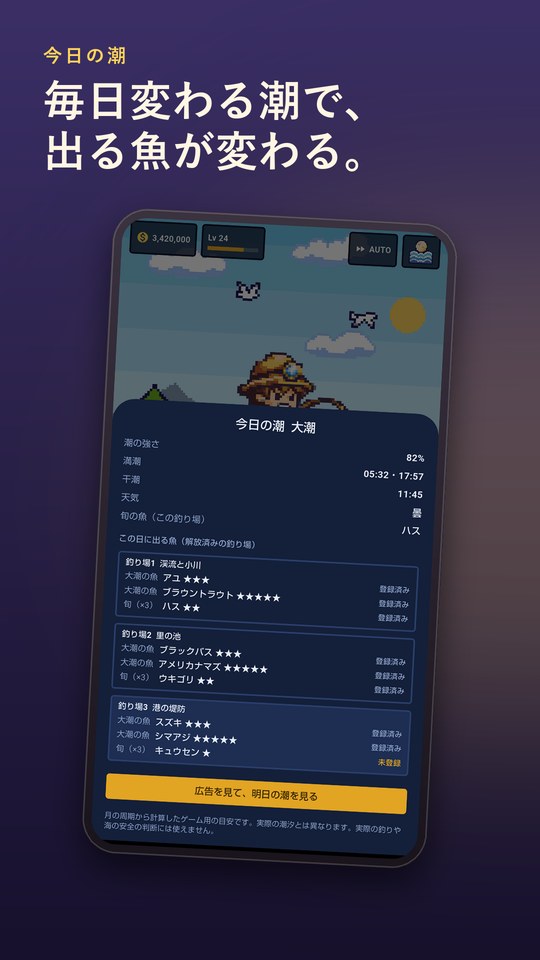 今日の潮
毎日変わる潮で、
出る魚が変わる。
3,420,000
Lv 24
AUTO
今日の潮 大潮
潮の強さ 82%
満潮 05:32・17:57
干潮 11:45
天気 曇
旬の魚（この釣り場） ハス
この日に出る魚（解放済みの釣り場）
釣り場1 渓流と小川
大潮の魚 アユ ★★★ 登録済み
大潮の魚 ブラウントラウト ★★★★★ 登録済み
旬（×3） ハス ★★ 登録済み
釣り場2 里の池
大潮の魚 ブラックバス ★★★ 登録済み
大潮の魚 アメリカナマズ ★★★★★ 登録済み
旬（×3） ウキゴリ ★★ 登録済み
釣り場3 港の堤防
大潮の魚 スズキ ★★★ 登録済み
大潮の魚 シマアジ ★★★★★ 登録済み
旬（×3） キュウセン ★ 未登録
広告を見て、明日の潮を見る
月の周期から計算したゲーム用の目安です。実際の潮汐とは異なります。実際の釣りや
海の安全の判断には使えません。